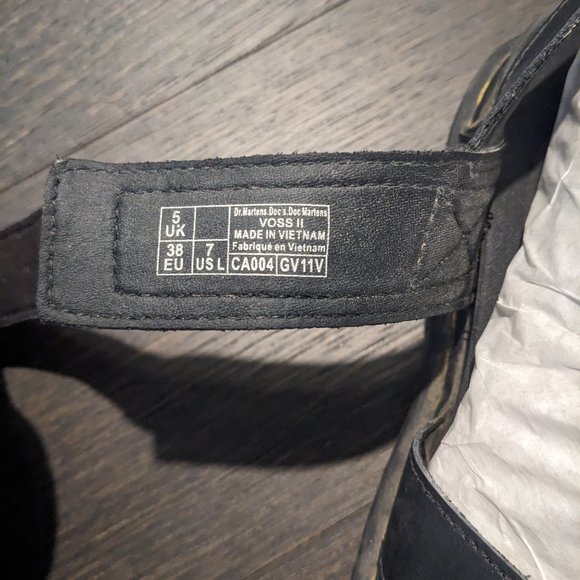 5
UK
38
EU
7
US L
Dr.Martens.Doc's.Doc Martens
VOSS II
MADE IN VIETNAM
Fabriqué en Vietnam
CA004
GV11V